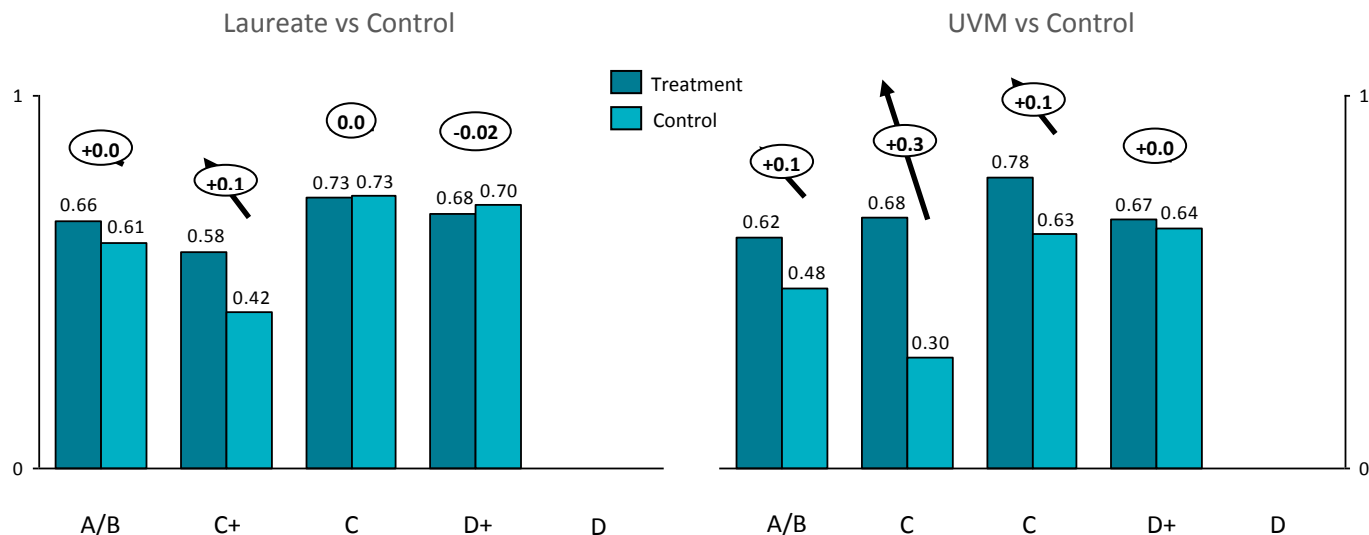 Laureate vs Control
UVM vs Control
Treatment
Control
1
+0.0
+0.1
0.0
-0.02
0.66
0.61
0.58
0.42
0.73
0.73
0.68
0.70
0
A/B
C+
C
D+
D
1
+0.1
+0.3
+0.1
+0.0
0.62
0.48
0.68
0.30
0.78
0.63
0.67
0.64
0
A/B
C
C
D+
D